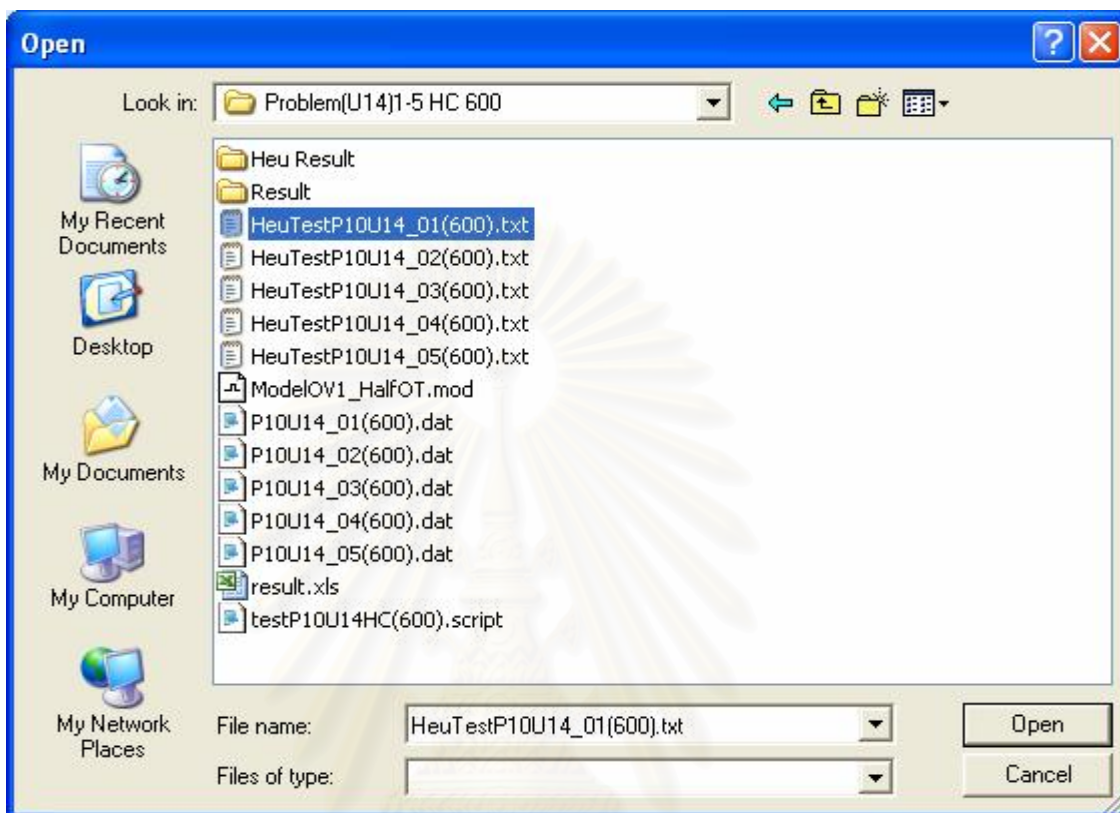 Open
Look in: Problem(U14)1-5 HC 600
My Recent
Documents
Desktop
My Documents
My Computer
My Network
Places
Heu Result
Result
HeuTestP10U14_01(600).txt
HeuTestP10U14_02(600).txt
HeuTestP10U14_03(600).txt
HeuTestP10U14_04(600).txt
HeuTestP10U14_05(600).txt
ModelOV1_HalfOT.mod
P10U14_01(600).dat
P10U14_02(600).dat
P10U14_03(600).dat
P10U14_04(600).dat
P10U14_05(600).dat
result.xls
testP10U14HC(600).script
File name: HeuTestP10U14_01(600).txt Open
Files of type: Cancel